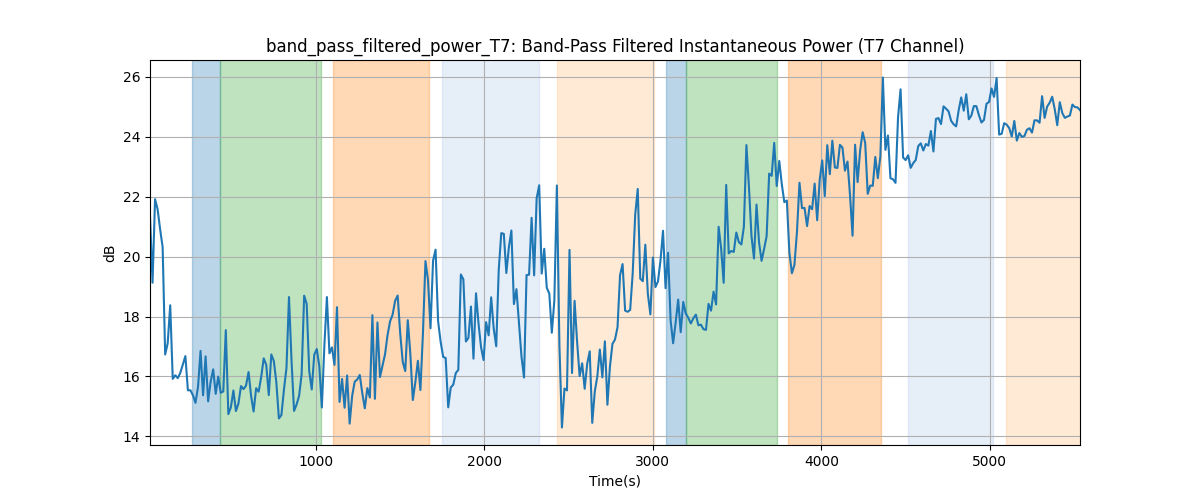 band_pass_filtered_power_T7: Band-Pass Filtered Instantaneous Power (T7 Channel)
26
24
22
20
18
16
14
dB
1000 2000 3000 4000 5000
Time(s)